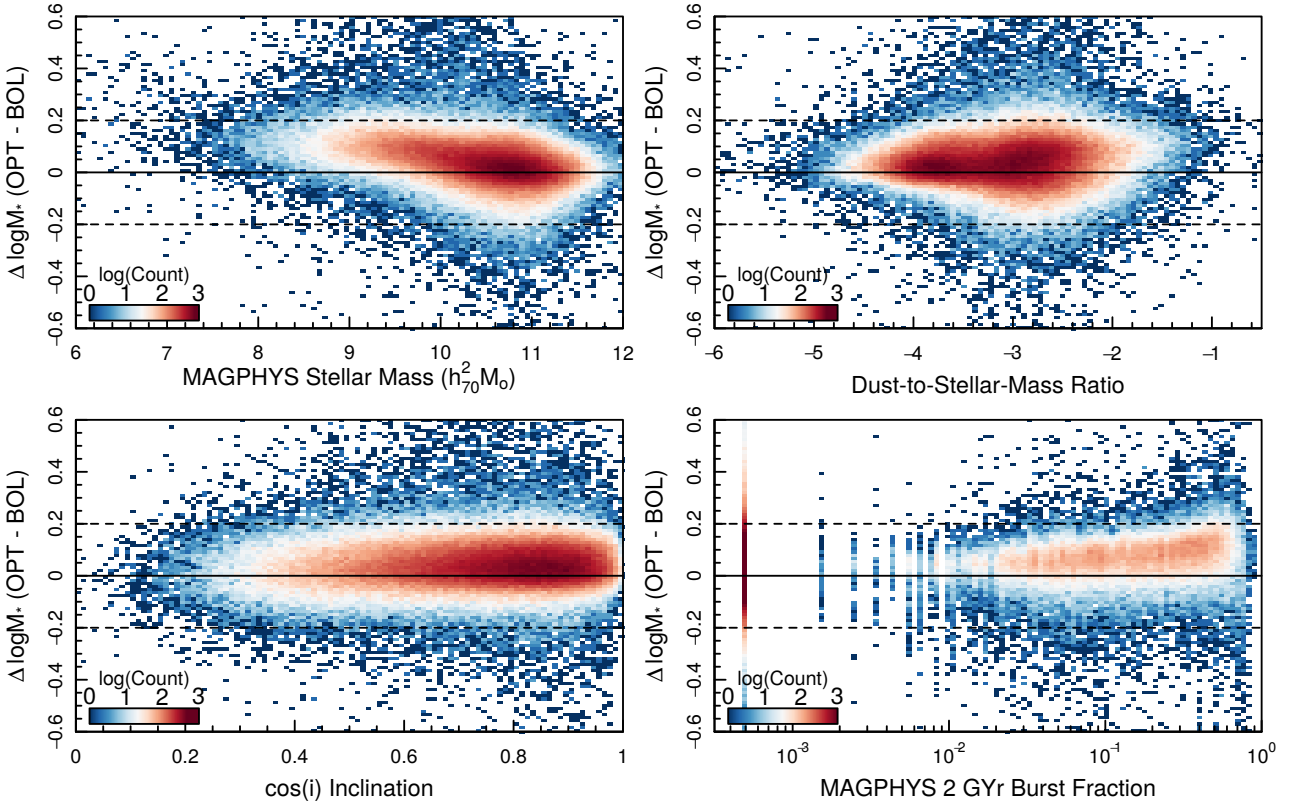 0.6
0.4
0.2
0
−0.2
−0.4
−0.6
Δ logM* (OPT - BOL)
log(Count)
0 1 2 3
6 7 8 9 10 11 12
MAGPHYS Stellar Mass (h²₇₀Mₒ)
0.6
0.4
0.2
0
−0.2
−0.4
−0.6
Δ logM* (OPT - BOL)
log(Count)
0 1 2 3
−6 −5 −4 −3 −2 −1
Dust-to-Stellar-Mass Ratio
0.6
0.4
0.2
0
−0.2
−0.4
−0.6
Δ logM* (OPT - BOL)
log(Count)
0 1 2 3
0 0.2 0.4 0.6 0.8 1
cos(i) Inclination
0.6
0.4
0.2
0
−0.2
−0.4
−0.6
Δ logM* (OPT - BOL)
log(Count)
0 1 2 3
10⁻³ 10⁻² 10⁻¹ 10⁰
MAGPHYS 2 GYr Burst Fraction